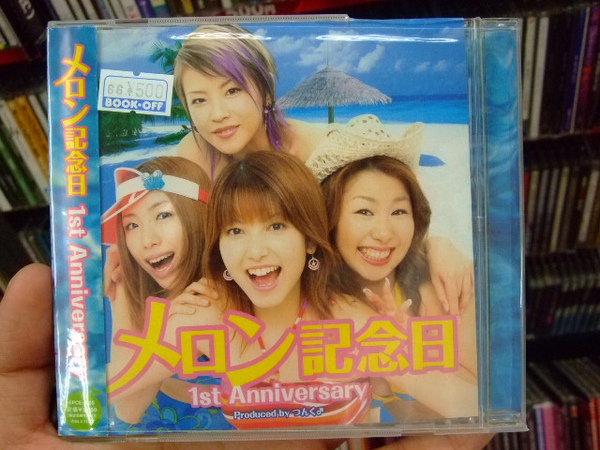 メロン記念日 1st Anniversary
¥500
BOOK-OFF
メロン記念日
1st Anniversary
Produced by つんく♂